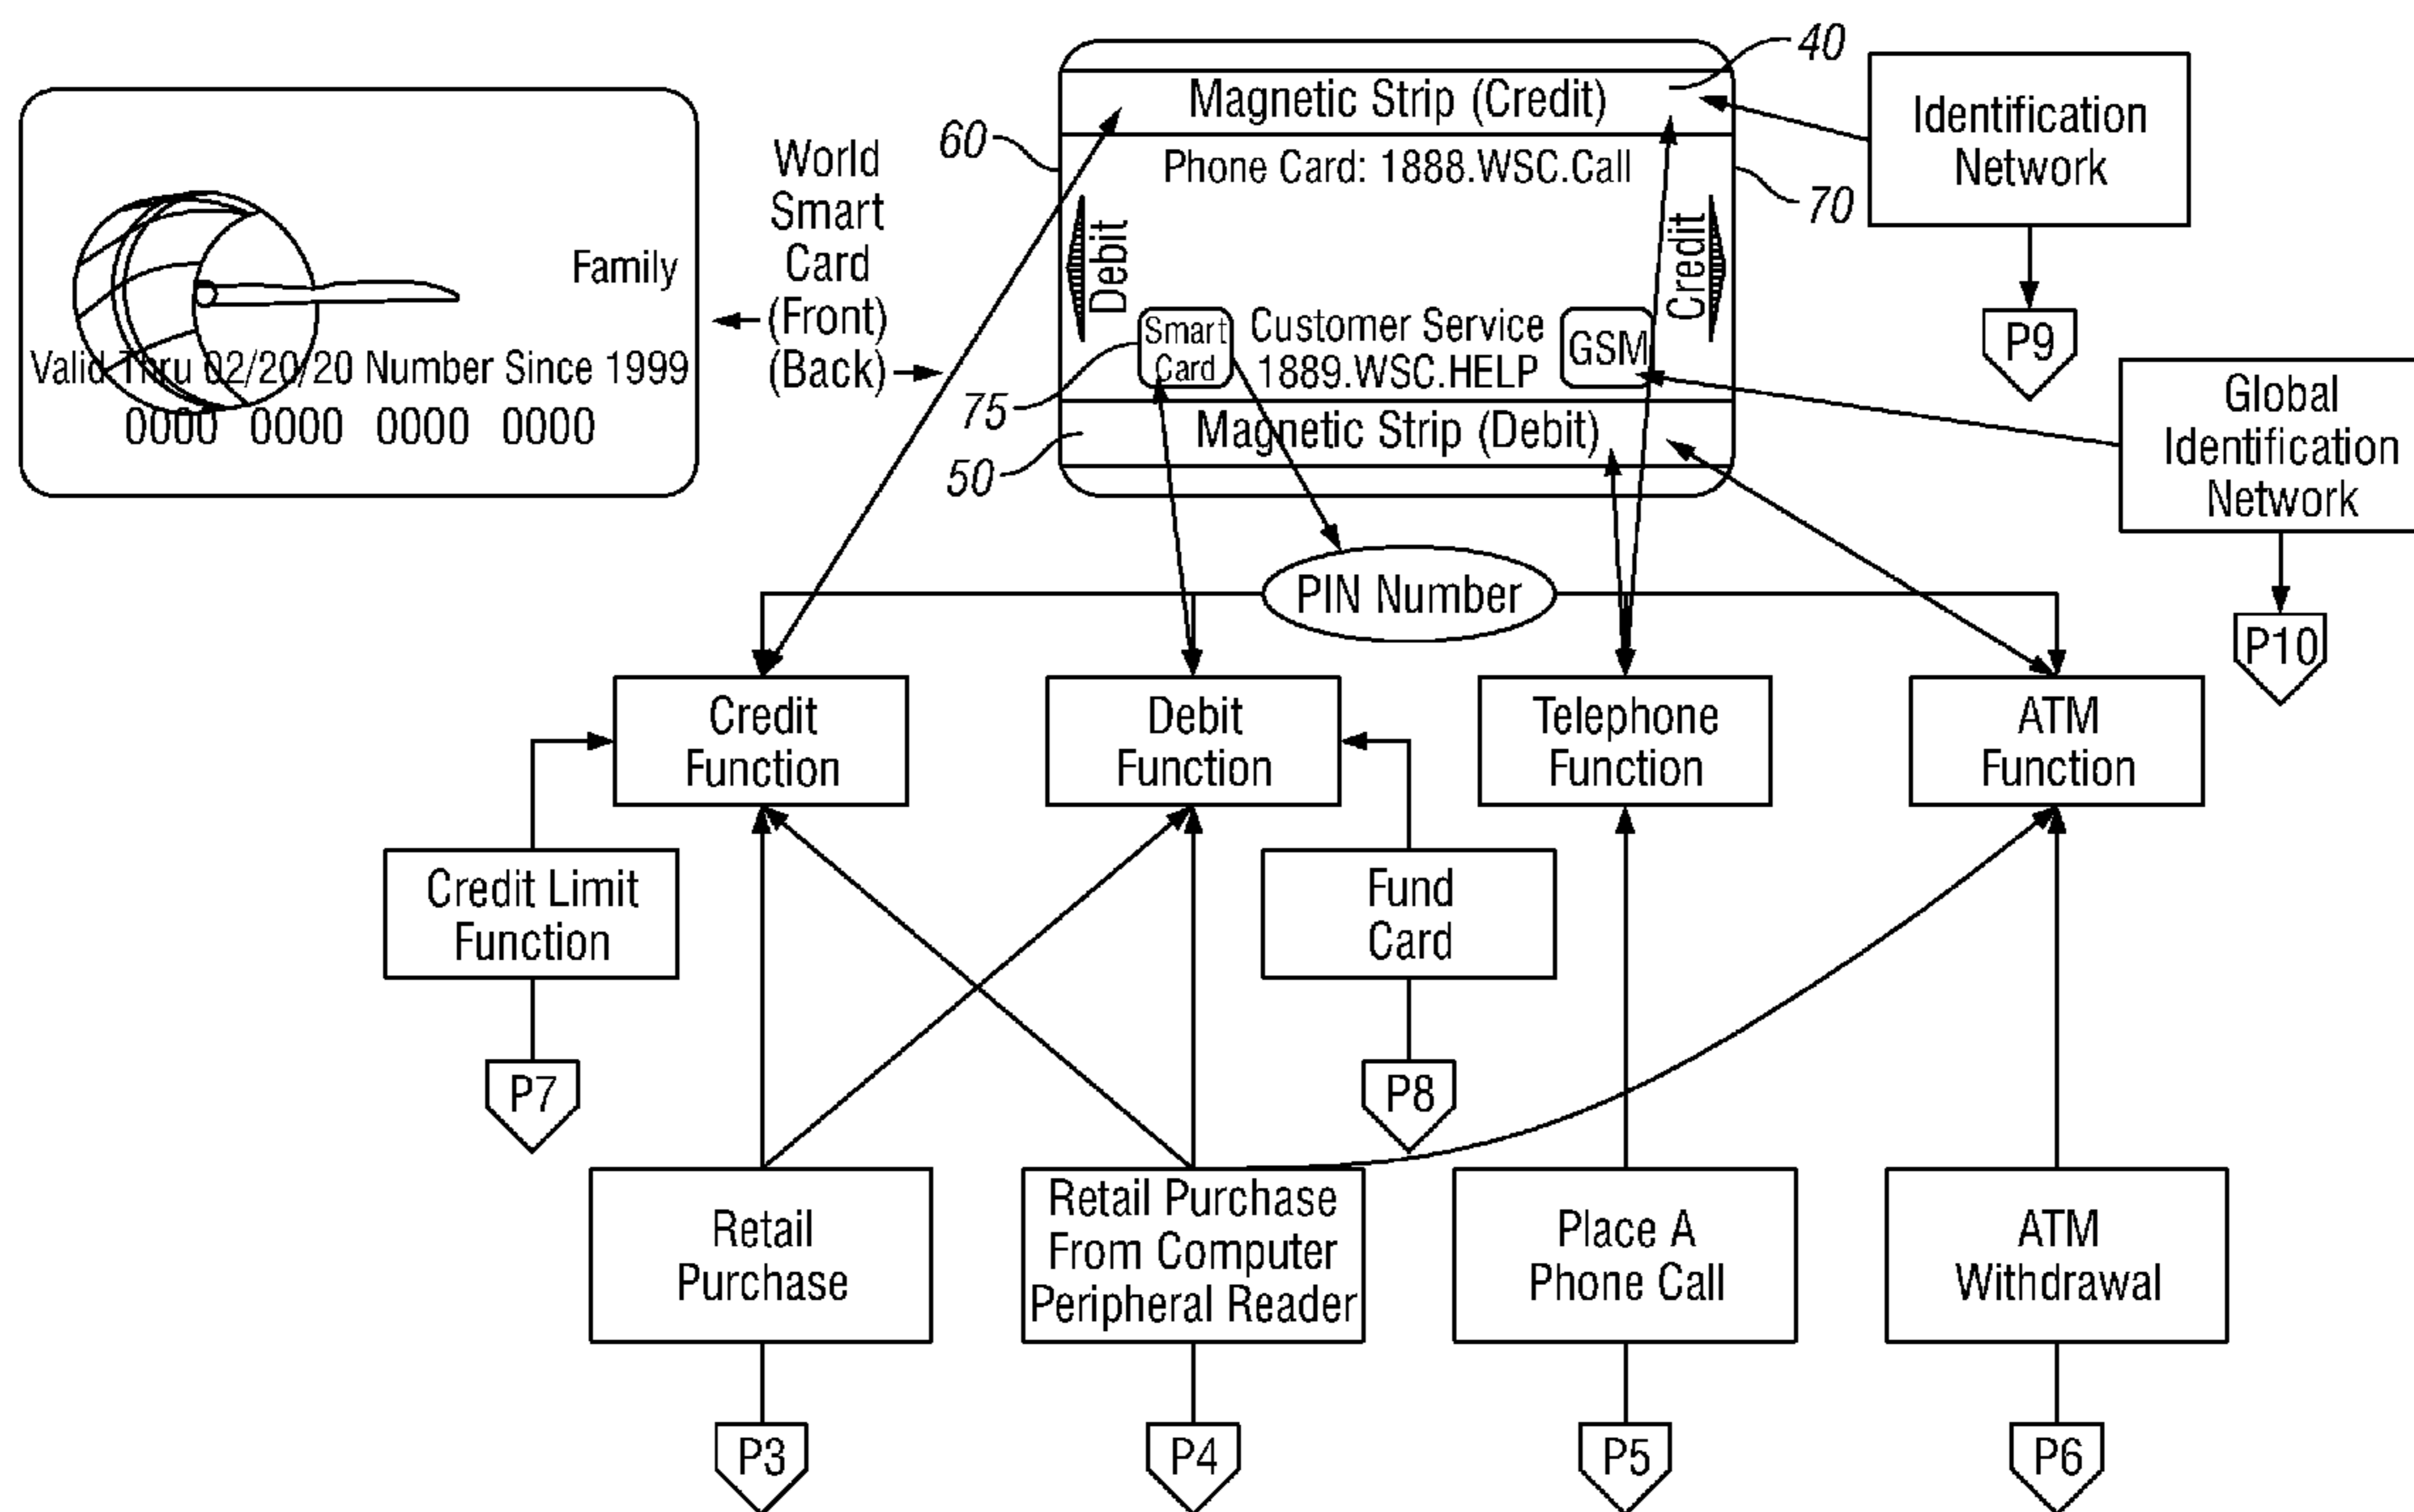 Family
Valid Thru 02/20/20 Number Since 1999
0000 0000 0000 0000
World
Smart
Card
(Front)
(Back)
40
Magnetic Strip (Credit)
60
Phone Card: 1888.WSC.Call
70
Debit
Credit
Smart
Card
Customer Service
1889.WSC.HELP
GSM
75
Magnetic Strip (Debit)
50
Identification
Network
P9
Global
Identification
Network
P10
PIN Number
Credit
Function
Debit
Function
Telephone
Function
ATM
Function
Credit Limit
Function
Fund
Card
P7
P8
Retail
Purchase
Retail Purchase
From Computer
Peripheral Reader
Place A
Phone Call
ATM
Withdrawal
P3
P4
P5
P6